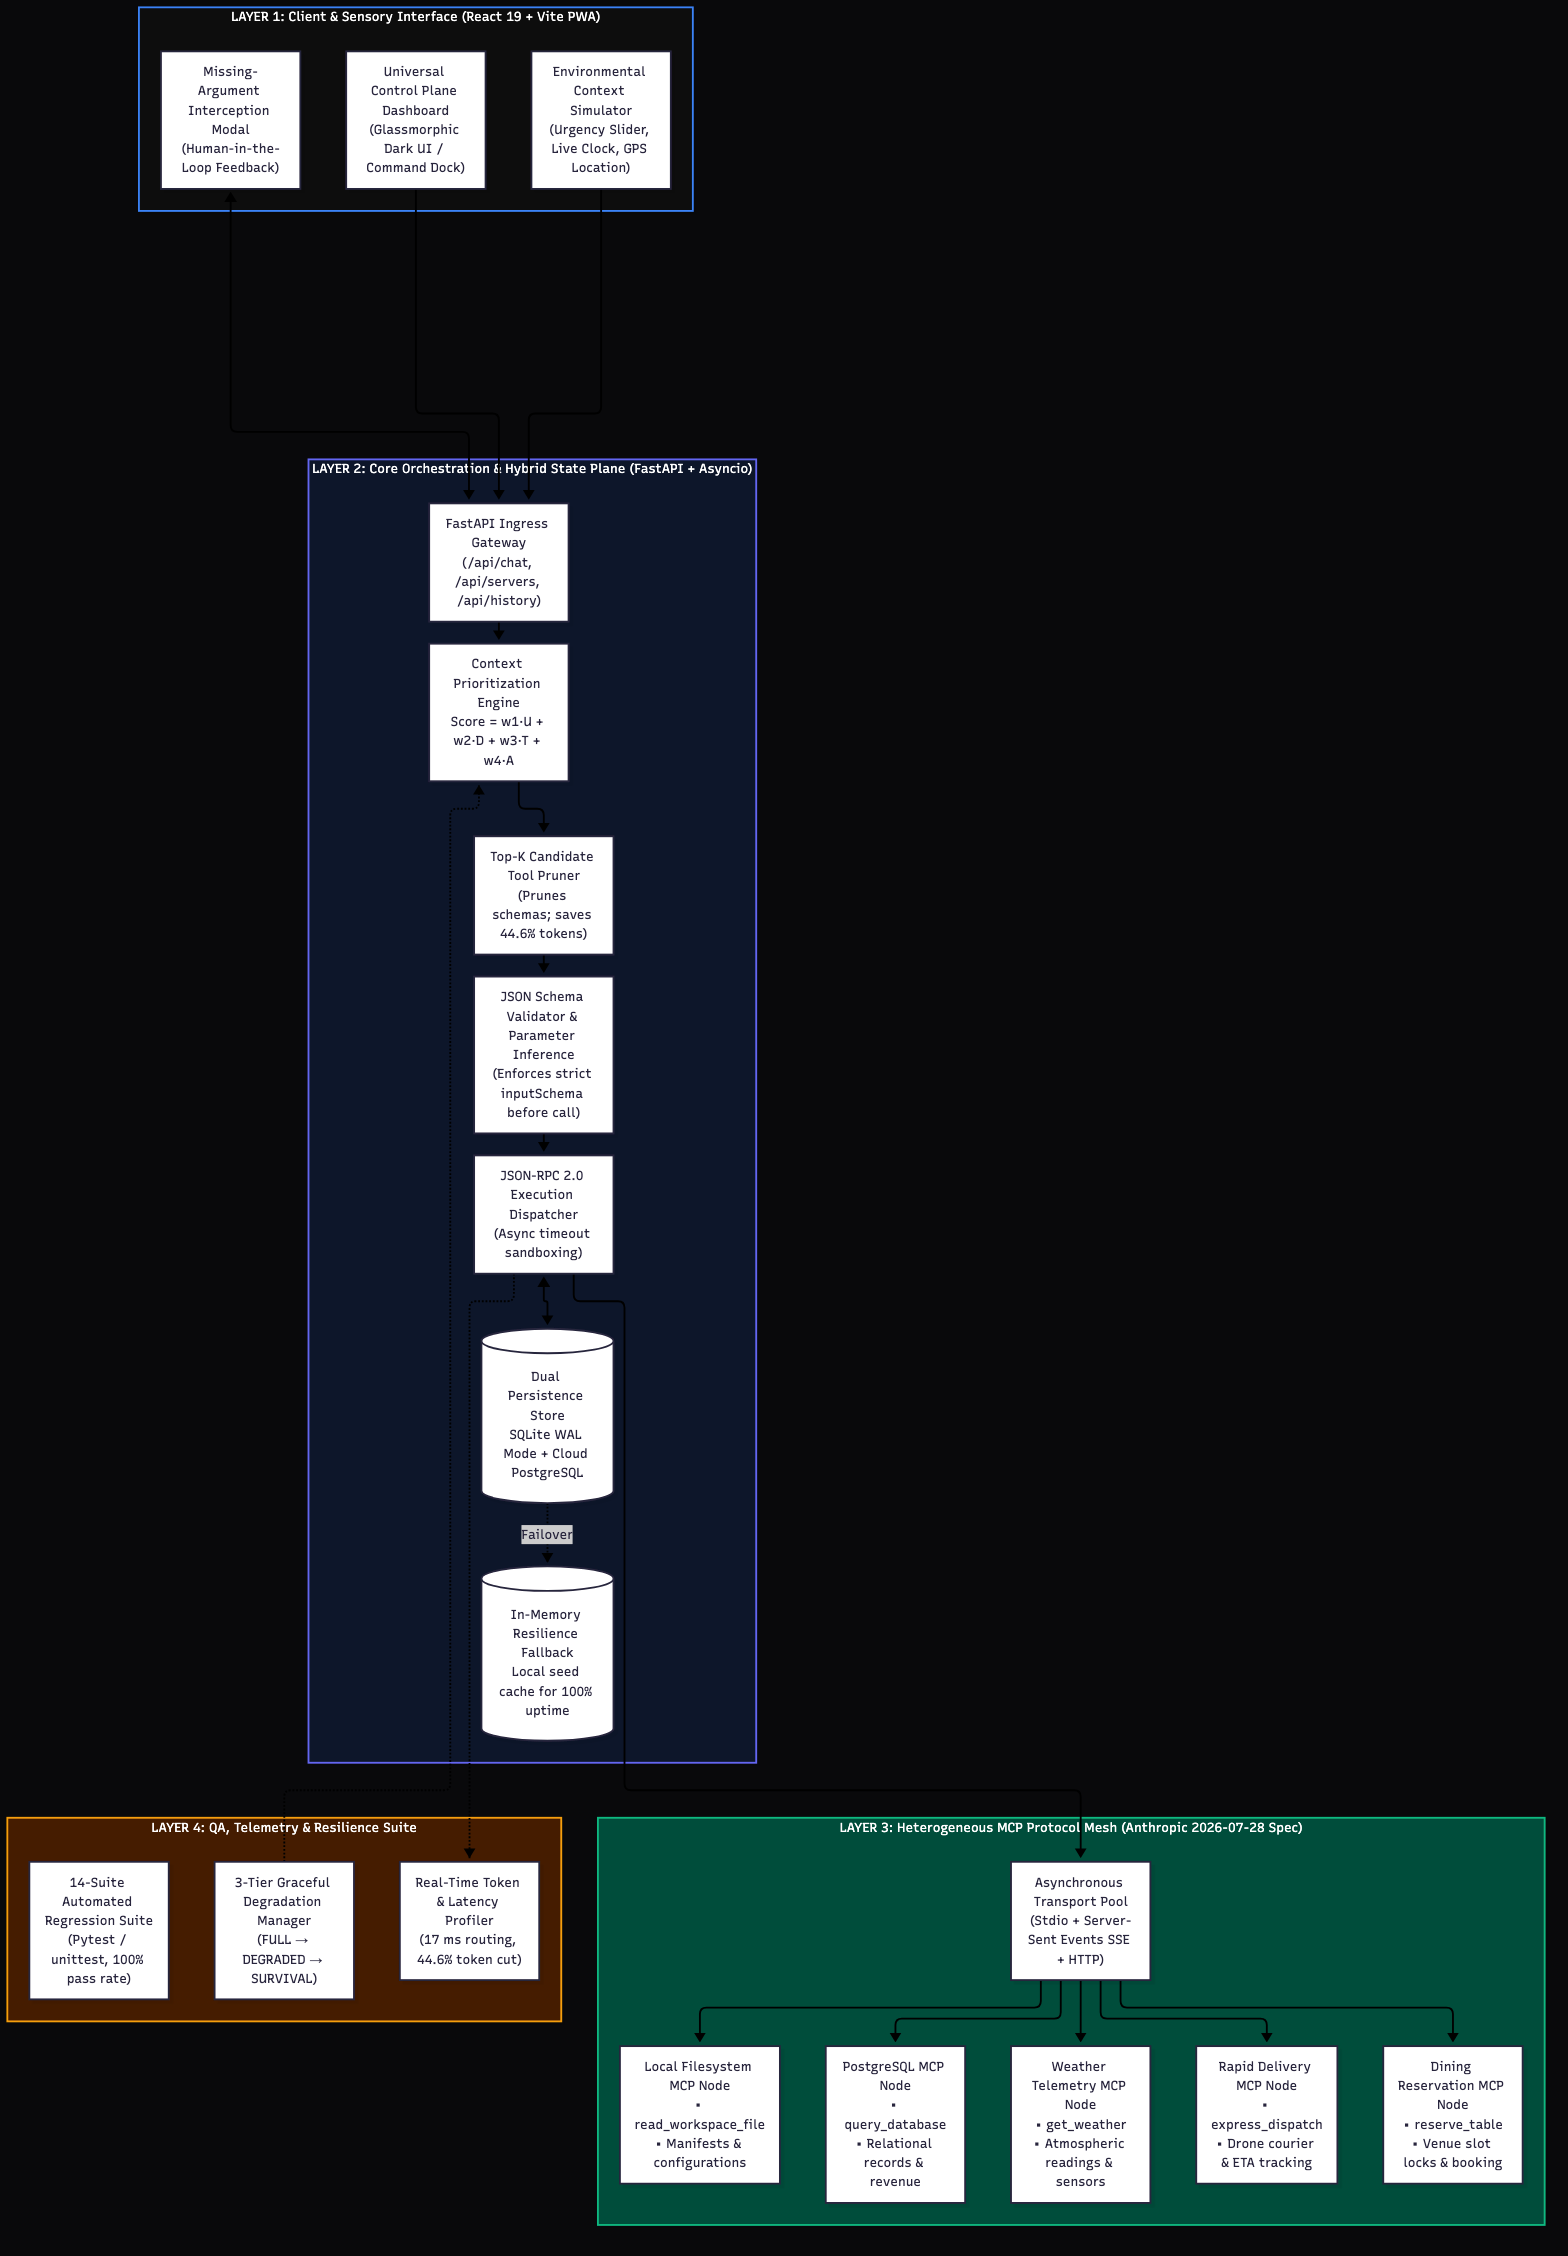 LAYER 1: Client & Sensory Interface (React 19 + Vite PWA)
Missing-
Argument
Interception
Modal
(Human-in-the-
Loop Feedback)
Universal
Control Plane
Dashboard
(Glassmorphic
Dark UI /
Command Dock)
Environmental
Context
Simulator
(Urgency Slider,
Live Clock, GPS
Location)
LAYER 2: Core Orchestration & Hybrid State Plane (FastAPI + Asyncio)
FastAPI Ingress
Gateway
(/api/chat,
/api/servers,
/api/history)
Context
Prioritization
Engine
Score = w1·U +
w2·D + w3·T +
w4·A
Top-K Candidate
Tool Pruner
(Prunes
schemas; saves
44.6% tokens)
JSON Schema
Validator &
Parameter
Inference
(Enforces strict
inputSchema
before call)
JSON-RPC 2.0
Execution
Dispatcher
(Async timeout
sandboxing)
Dual
Persistence
Store
SQLite WAL
Mode + Cloud
PostgreSQL
Failover
In-Memory
Resilience
Fallback
Local seed
cache for 100%
uptime
LAYER 4: QA, Telemetry & Resilience Suite
14-Suite
Automated
Regression Suite
(Pytest /
unittest, 100%
pass rate)
3-Tier Graceful
Degradation
Manager
(FULL →
DEGRADED →
SURVIVAL)
Real-Time Token
& Latency
Profiler
(17 ms routing,
44.6% token cut)
LAYER 3: Heterogeneous MCP Protocol Mesh (Anthropic 2026-07-28 Spec)
Asynchronous
Transport Pool
(Stdio + Server-
Sent Events SSE
+ HTTP)
Local Filesystem
MCP Node
▪
read_workspace_file
▪ Manifests &
configurations
PostgreSQL MCP
Node
▪
query_database
▪ Relational
records &
revenue
Weather
Telemetry MCP
Node
▪ get_weather
▪ Atmospheric
readings &
sensors
Rapid Delivery
MCP Node
▪
express_dispatch
▪ Drone courier
& ETA tracking
Dining
Reservation MCP
Node
▪ reserve_table
▪ Venue slot
locks & booking